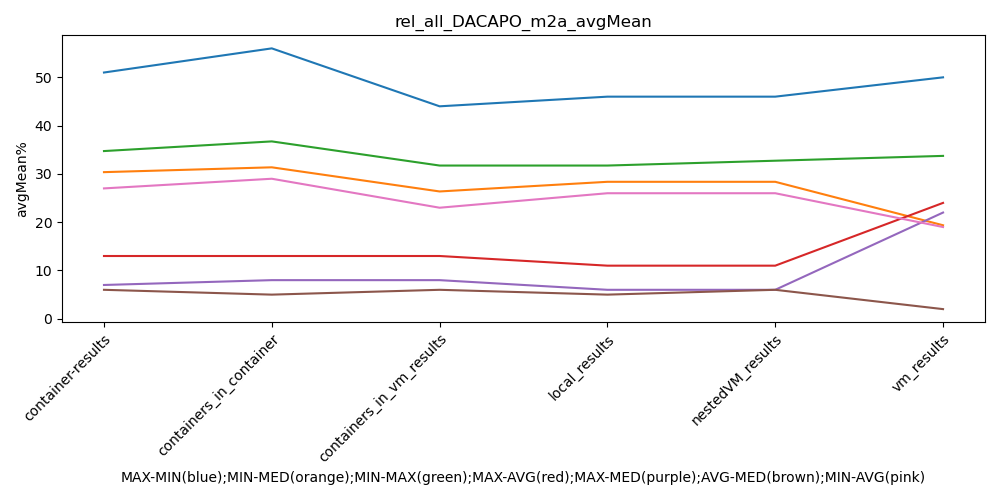 rel_all_DACAPO_m2a_avgMean
avgMean%
50
40
30
20
10
0
container-results
containers_in_container
containers_in_vm_results
local_results
nestedVM_results
vm_results
MAX-MIN(blue);MIN-MED(orange);MIN-MAX(green);MAX-AVG(red);MAX-MED(purple);AVG-MED(brown);MIN-AVG(pink)